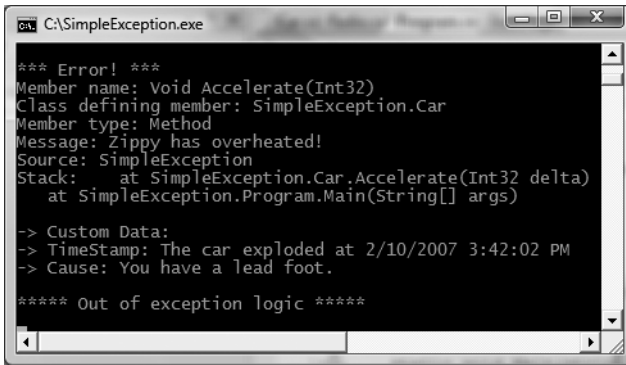 C:\SimpleException.exe
*** Error! ***
Member name: Void Accelerate(Int32)
Class defining member: SimpleException.Car
Member type: Method
Message: Zippy has overheated!
Source: SimpleException
Stack:    at SimpleException.Car.Accelerate(Int32 delta)
   at SimpleException.Program.Main(String[] args)
-> Custom Data:
-> TimeStamp: The car exploded at 2/10/2007 3:42:02 PM
-> Cause: You have a lead foot.
***** Out of exception logic *****